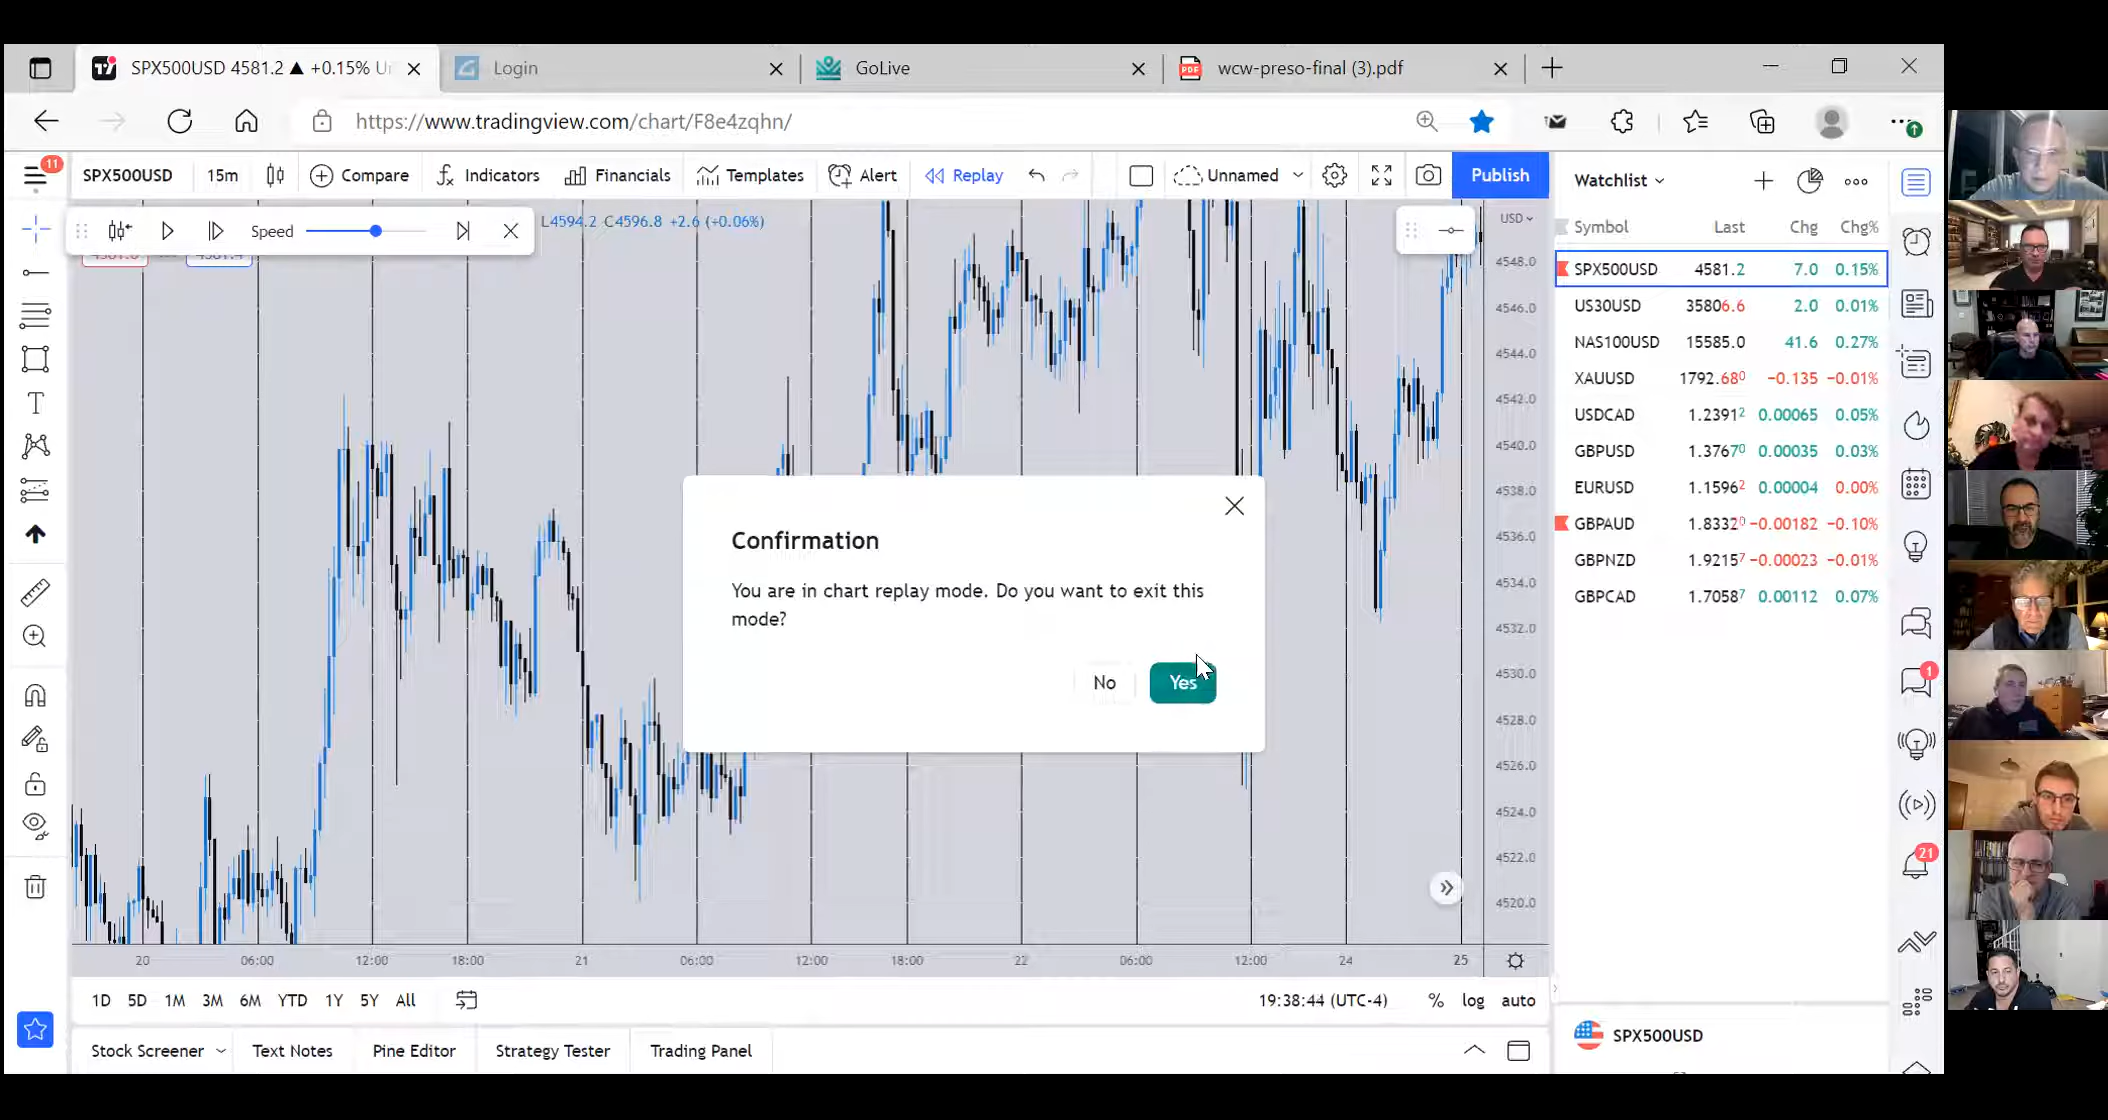 SPX500USD 4581.2 ▲ +0.15% U
Login
GoLive
wcw-preso-final (3).pdf
https://www.tradingview.com/chart/F8e4zqhn/
11
SPX500USD
15m
Compare
Indicators
Financials
Templates
Alert
Replay
Unnamed
Publish
Speed
L4594.2 C4596.8 +2.6 (+0.06%)
USD
4548.0
4546.0
4544.0
4542.0
4540.0
4538.0
4536.0
4534.0
4532.0
4530.0
4528.0
4526.0
4524.0
4522.0
4520.0
Confirmation
You are in chart replay mode. Do you want to exit this
mode?
No
Yes
20 06:00 12:00 18:00 21 06:00 12:00 18:00 22 06:00 12:00 24 25
1D 5D 1M 3M 6M YTD 1Y 5Y All
19:38:44 (UTC-4) % log auto
Stock Screener
Text Notes
Pine Editor
Strategy Tester
Trading Panel
Watchlist
Symbol Last Chg Chg%
SPX500USD 4581.2 7.0 0.15%
US30USD 35806.6 2.0 0.01%
NAS100USD 15585.0 41.6 0.27%
XAUUSD 1792.680 −0.135 −0.01%
USDCAD 1.23912 0.00065 0.05%
GBPUSD 1.37670 0.00035 0.03%
EURUSD 1.15962 0.00004 0.00%
GBPAUD 1.83320 −0.00182 −0.10%
GBPNZD 1.92157 −0.00023 −0.01%
GBPCAD 1.70587 0.00112 0.07%
1
21
SPX500USD